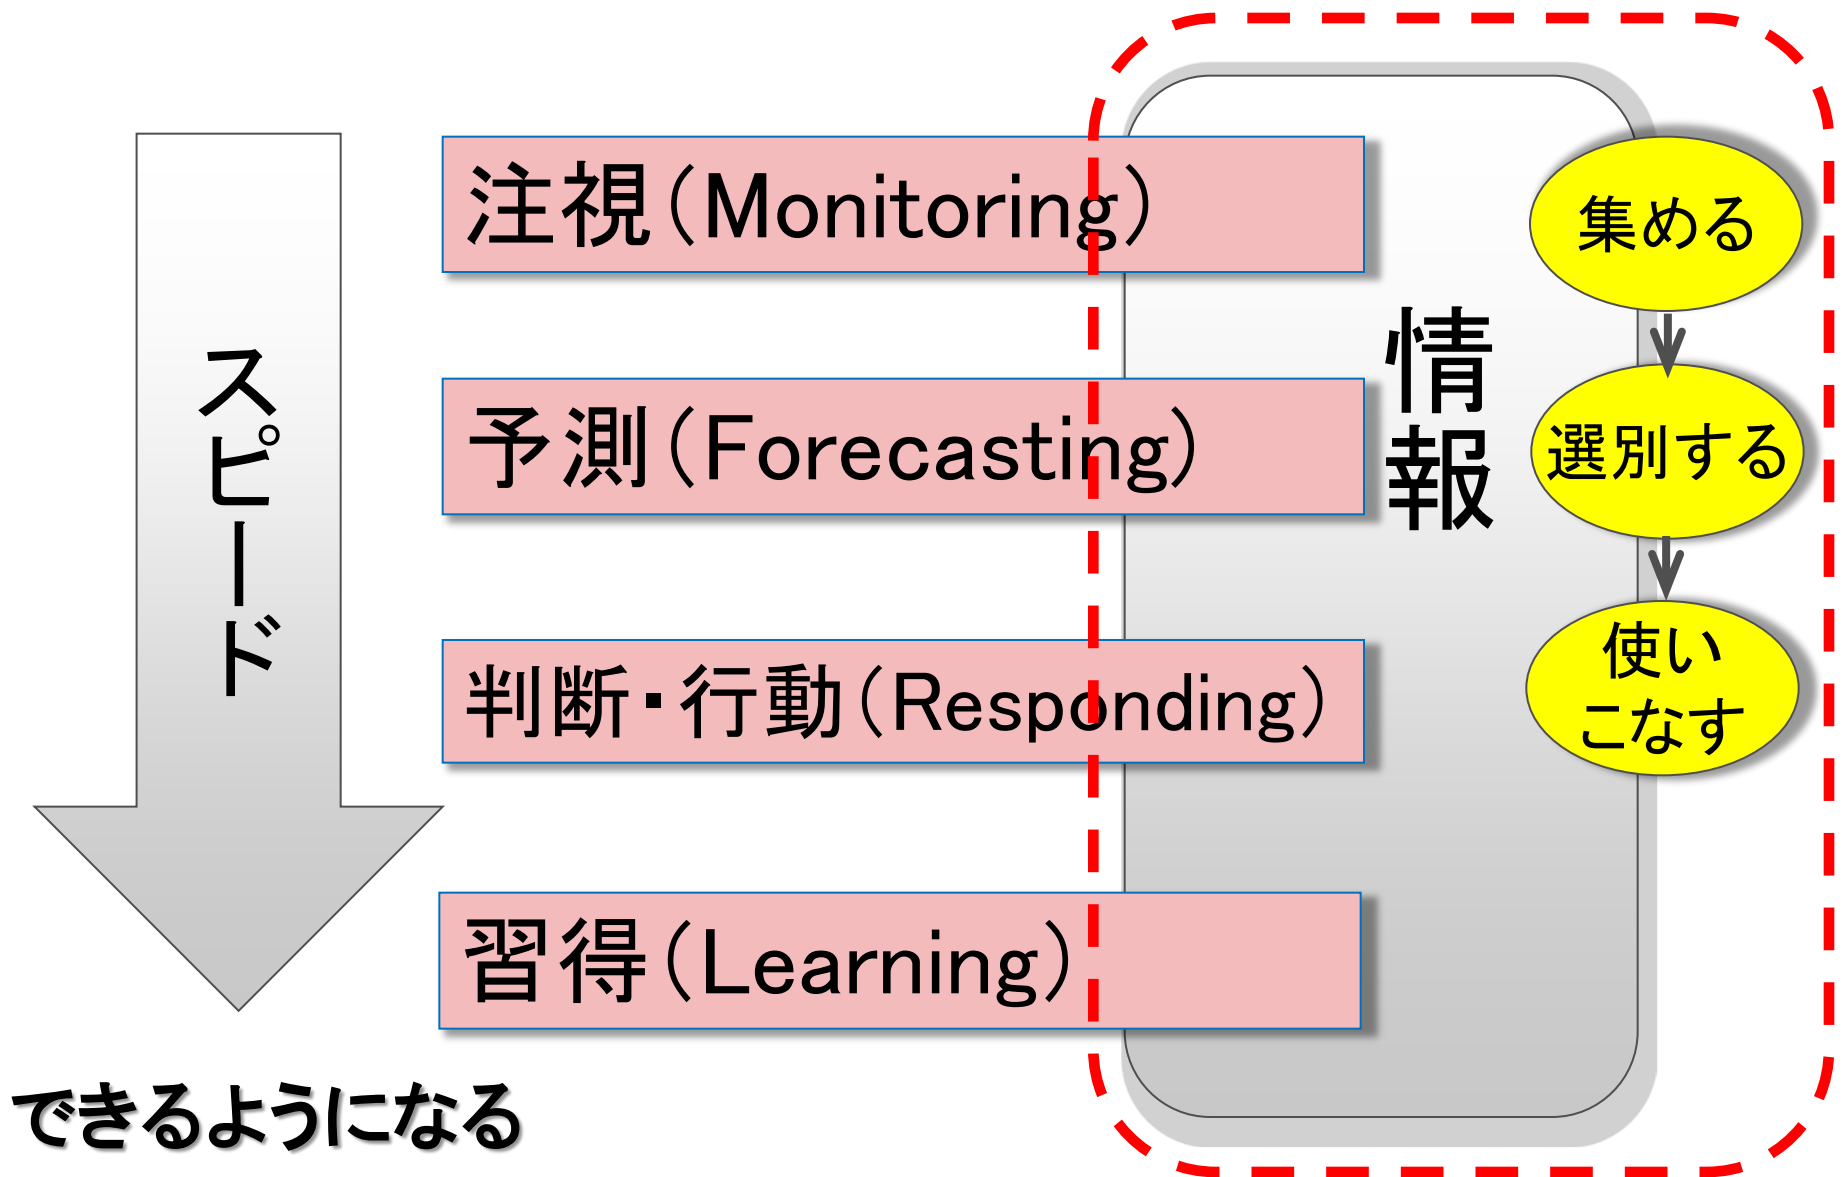 スピード
できるようになる
注視（Monitoring）
予測（Forecasting）
判断・行動（Responding）
習得（Learning）
情報
集める
選別する
使い
こなす